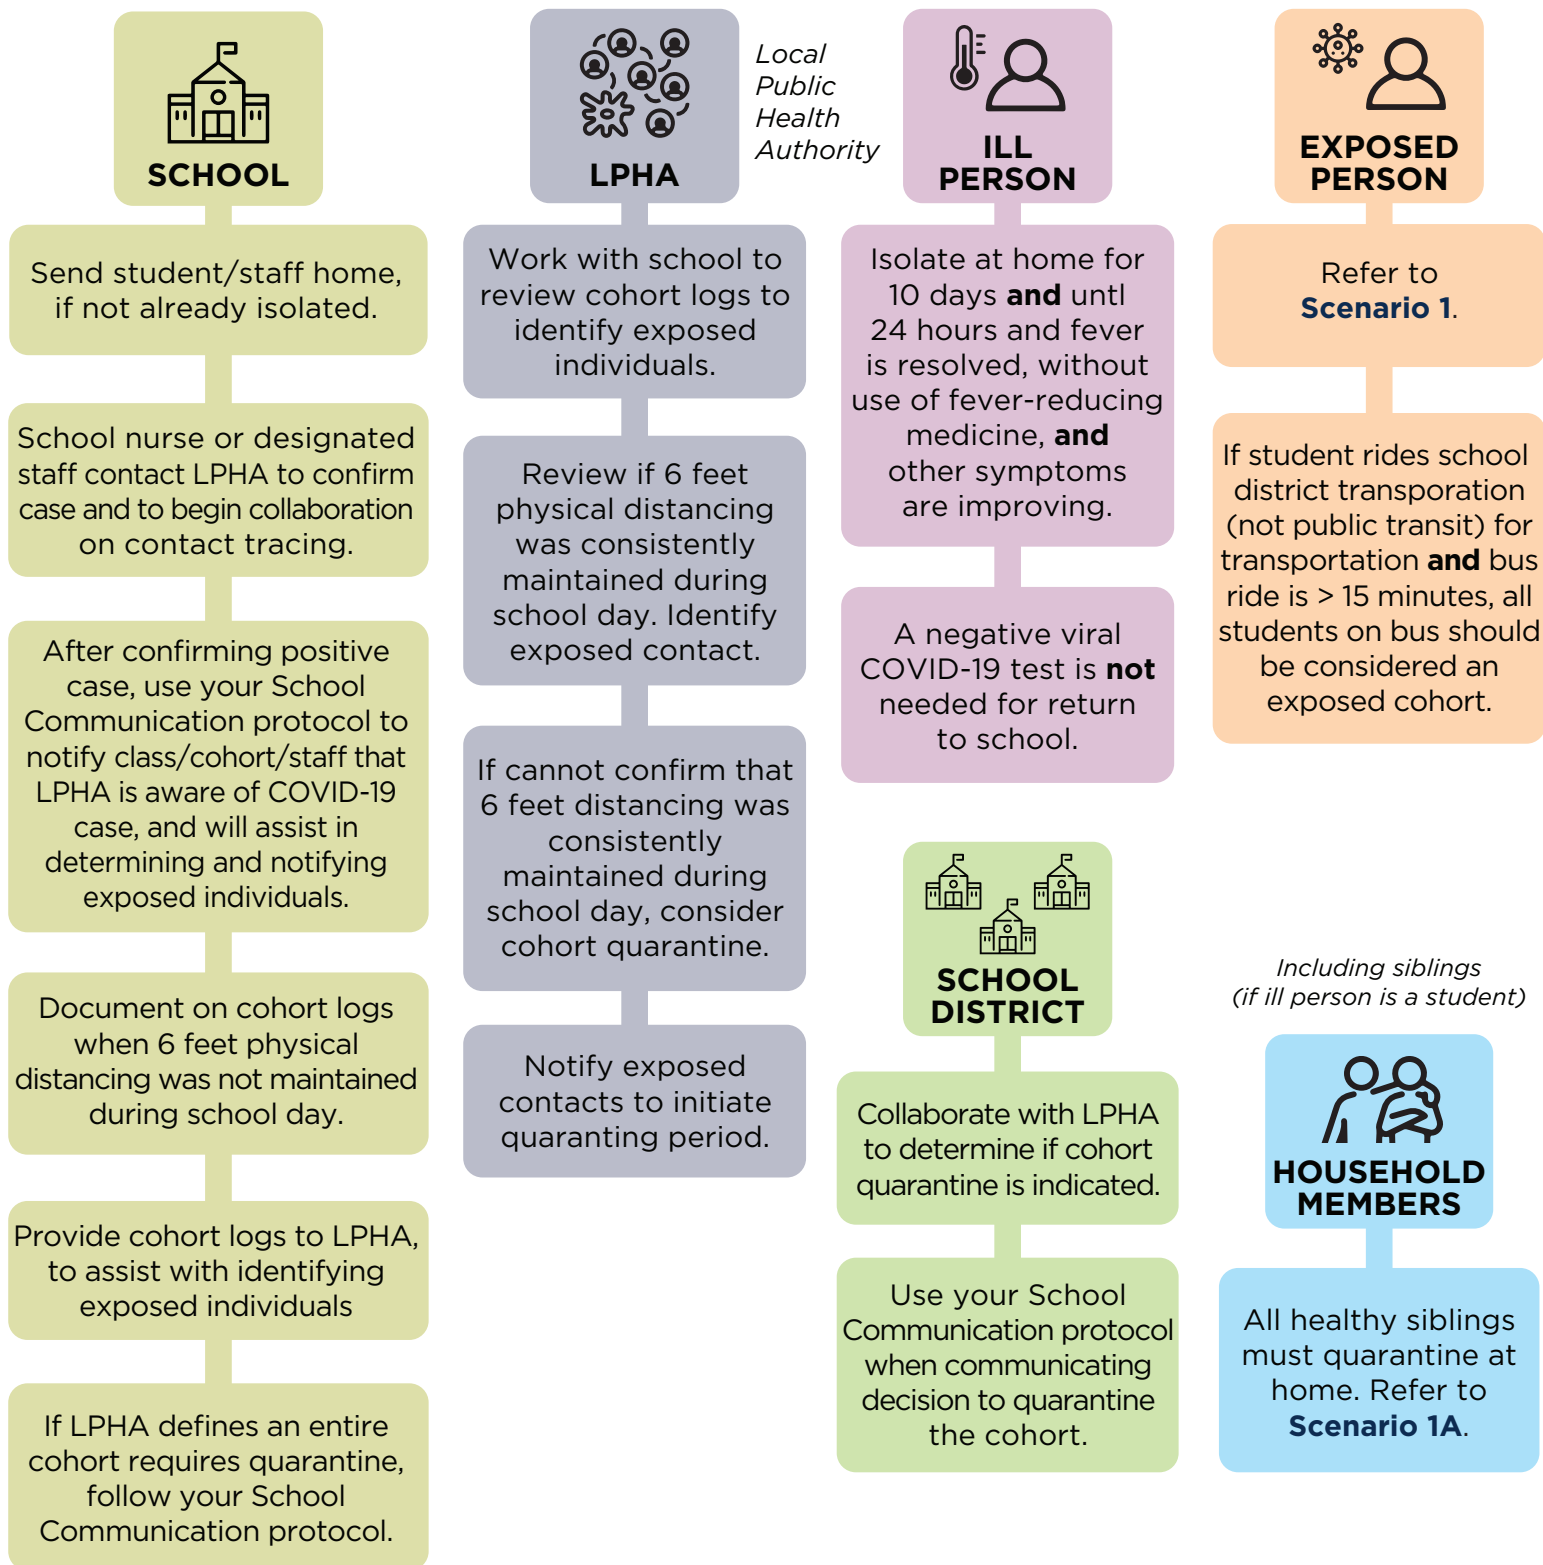 SCHOOL
Send student/staff home,
if not already isolated.
School nurse or designated
staff contact LPHA to confirm
case and to begin collaboration
on contact tracing.
After confirming positive
case, use your School
Communication protocol to
notify class/cohort/staff that
LPHA is aware of COVID-19
case, and will assist in
determining and notifying
exposed individuals.
Document on cohort logs
when 6 feet physical
distancing was not maintained
during school day.
Provide cohort logs to LPHA,
to assist with identifying
exposed individuals
If LPHA defines an entire
cohort requires quarantine,
follow your School
Communication protocol.
LPHA
Local
Public
Health
Authority
Work with school to
review cohort logs to
identify exposed
individuals.
Review if 6 feet
physical distancing
was consistently
maintained during
school day. Identify
exposed contact.
If cannot confirm that
6 feet distancing was
consistently
maintained during
school day, consider
cohort quarantine.
Notify exposed
contacts to initiate
quaranting period.
ILL
PERSON
Isolate at home for
10 days and untl
24 hours and fever
is resolved, without
use of fever-reducing
medicine, and
other symptoms
are improving.
A negative viral
COVID-19 test is not
needed for return
to school.
SCHOOL
DISTRICT
Collaborate with LPHA
to determine if cohort
quarantine is indicated.
Use your School
Communication protocol
when communicating
decision to quarantine
the cohort.
EXPOSED
PERSON
Refer to
Scenario 1.
If student rides school
district transporation
(not public transit) for
transportation and bus
ride is > 15 minutes, all
students on bus should
be considered an
exposed cohort.
Including siblings
(if ill person is a student)
HOUSEHOLD
MEMBERS
All healthy siblings
must quarantine at
home. Refer to
Scenario 1A.